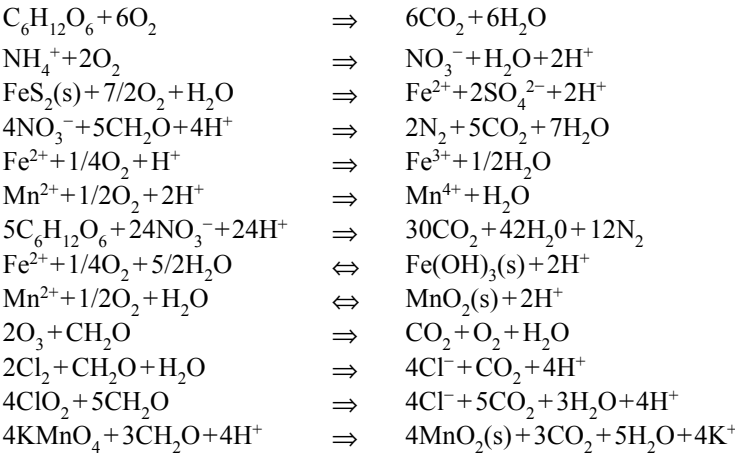 C₆H₁₂O₆+6O₂ ⇒ 6CO₂+6H₂O
NH₄⁺+2O₂ ⇒ NO₃⁻+H₂O+2H⁺
FeS₂(s)+7/2O₂+H₂O ⇒ Fe²⁺+2SO₄²⁻+2H⁺
4NO₃⁻+5CH₂O+4H⁺ ⇒ 2N₂+5CO₂+7H₂O
Fe²⁺+1/4O₂+H⁺ ⇒ Fe³⁺+1/2H₂O
Mn²⁺+1/2O₂+2H⁺ ⇒ Mn⁴⁺+H₂O
5C₆H₁₂O₆+24NO₃⁻+24H⁺ ⇒ 30CO₂+42H₂0+12N₂
Fe²⁺+1/4O₂+5/2H₂O ⇔ Fe(OH)₃(s)+2H⁺
Mn²⁺+1/2O₂+H₂O ⇔ MnO₂(s)+2H⁺
2O₃+CH₂O ⇒ CO₂+O₂+H₂O
2Cl₂+CH₂O+H₂O ⇒ 4Cl⁻+CO₂+4H⁺
4ClO₂+5CH₂O ⇒ 4Cl⁻+5CO₂+3H₂O+4H⁺
4KMnO₄+3CH₂O+4H⁺ ⇒ 4MnO₂(s)+3CO₂+5H₂O+4K⁺